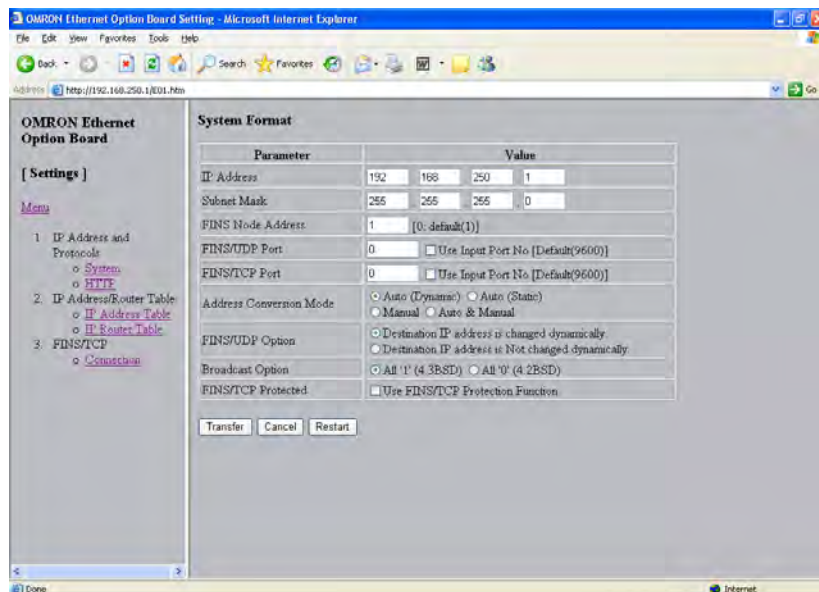 OMRON Ethernet Option Board Setting - Microsoft Internet Explorer
File Edit View Favorites Tools Help
Back Search Favorites
Address http://192.168.250.1/E01.htm Go
OMRON Ethernet
Option Board
[ Settings ]
Menu
1. IP Address and
Protocols
o System
o HTTP
2. IP Address/Router Table
o IP Address Table
o IP Router Table
3. FINS/TCP
o Connection
System Format
Parameter Value
IP Address 192 . 168 . 250 . 1
Subnet Mask 255 . 255 . 255 . 0
FINS Node Address 1 [0: default(1)]
FINS/UDP Port 0 Use Input Port No [Default(9600)]
FINS/TCP Port 0 Use Input Port No [Default(9600)]
Address Conversion Mode Auto (Dynamic) Auto (Static)
Manual Auto & Manual
FINS/UDP Option Destination IP address is changed dynamically.
Destination IP address is Not changed dynamically.
Broadcast Option All '1' (4.3BSD) All '0' (4.2BSD)
FINS/TCP Protected Use FINS/TCP Protection Function
Transfer Cancel Restart
Done Internet